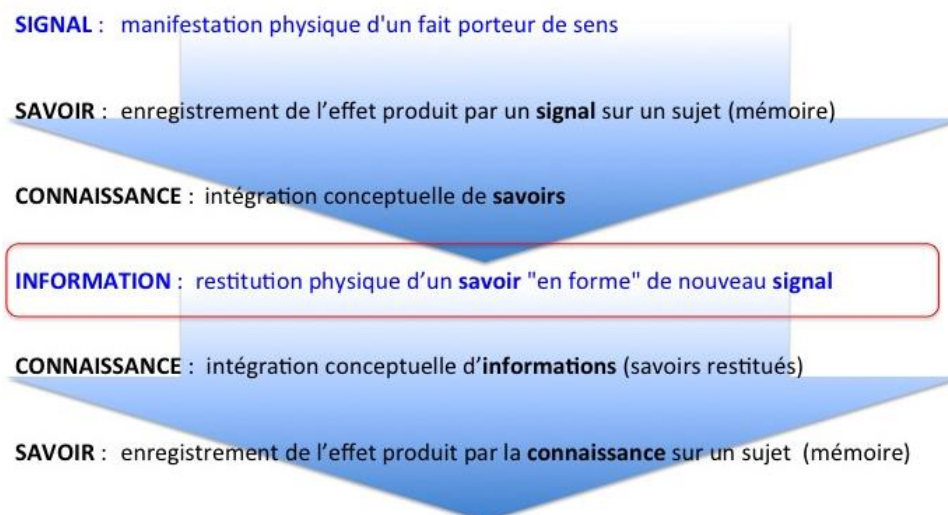 SIGNAL : manifestation physique d'un fait porteur de sens
SAVOIR : enregistrement de l’effet produit par un signal sur un sujet (mémoire)
CONNAISSANCE : intégration conceptuelle de savoirs
INFORMATION : restitution physique d’un savoir "en forme" de nouveau signal
CONNAISSANCE : intégration conceptuelle d’informations (savoirs restitués)
SAVOIR : enregistrement de l’effet produit par la connaissance sur un sujet (mémoire)